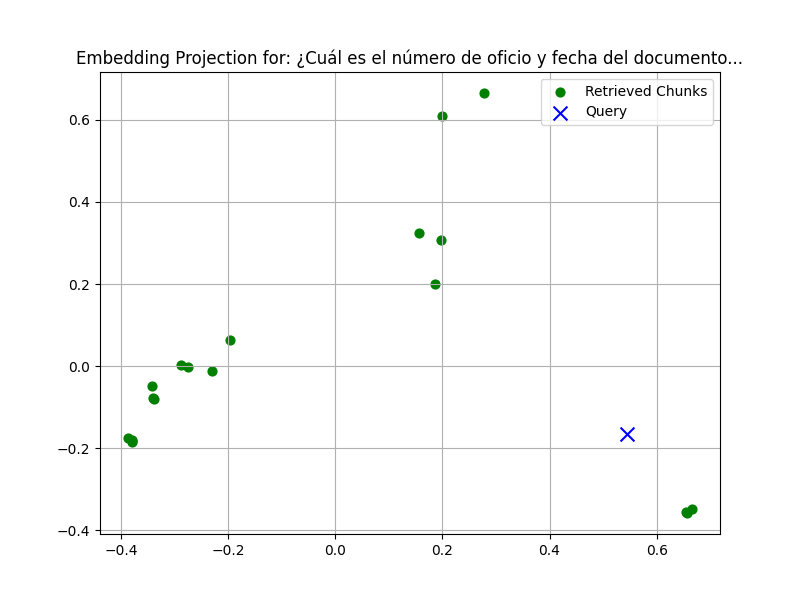 Embedding Projection for: ¿Cuál es el número de oficio y fecha del documento...
Retrieved Chunks
Query
0.6
0.4
0.2
0.0
−0.2
−0.4
−0.4 −0.2 0.0 0.2 0.4 0.6